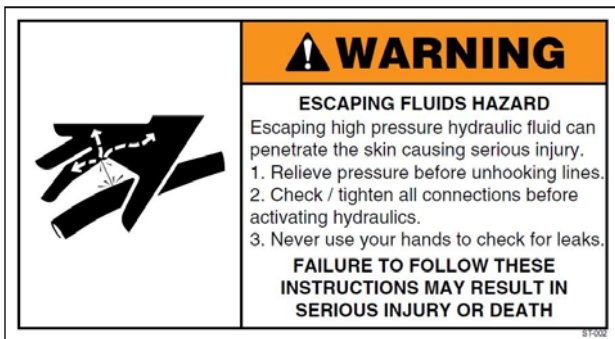 WARNING
ESCAPING FLUIDS HAZARD
Escaping high pressure hydraulic fluid can
penetrate the skin causing serious injury.
1. Relieve pressure before unhooking lines.
2. Check / tighten all connections before
activating hydraulics.
3. Never use your hands to check for leaks.
FAILURE TO FOLLOW THESE
INSTRUCTIONS MAY RESULT IN
SERIOUS INJURY OR DEATH
ST-002